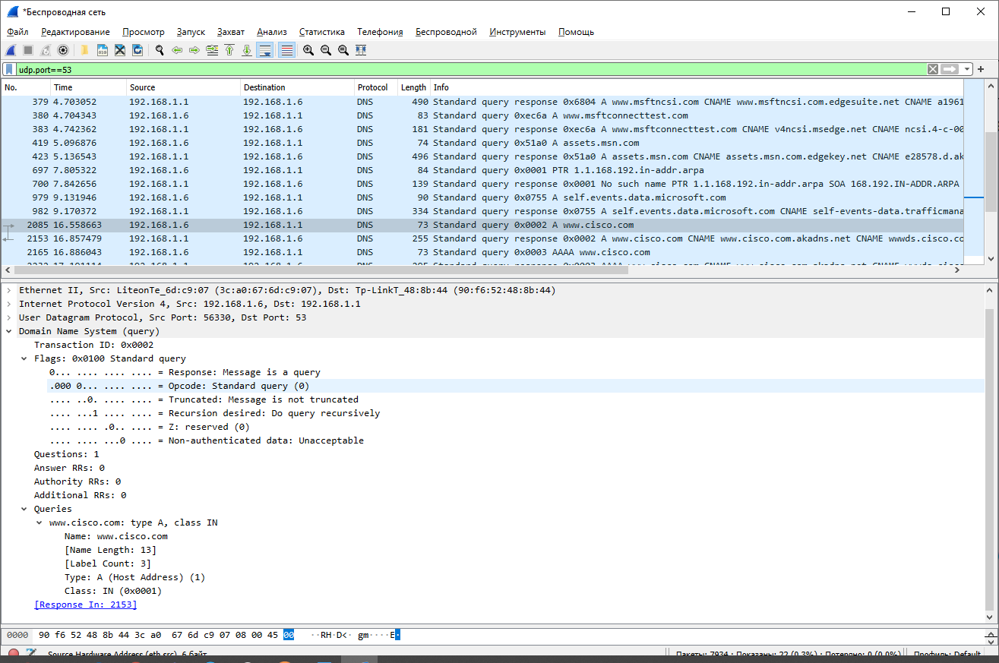 *Беспроводная сеть
Файл Редактирование Просмотр Запуск Захват Анализ Статистика Телефония Беспроводной Инструменты Помощь
udp.port==53
No. Time Source Destination Protocol Length Info
379 4.703052 192.168.1.1 192.168.1.6 DNS 490 Standard query response 0x6804 A www.msftncsi.com CNAME www.msftncsi.com.edgesuite.net CNAME a1961
380 4.704343 192.168.1.6 192.168.1.1 DNS 83 Standard query 0xec6a A www.msftconnecttest.com
383 4.742362 192.168.1.1 192.168.1.6 DNS 181 Standard query response 0xec6a A www.msftconnecttest.com CNAME v4ncsi.msedge.net CNAME ncsi.4-c-00
419 5.096876 192.168.1.6 192.168.1.1 DNS 74 Standard query 0x51a0 A assets.msn.com
423 5.136543 192.168.1.1 192.168.1.6 DNS 496 Standard query response 0x51a0 A assets.msn.com CNAME assets.msn.com.edgekey.net CNAME e28578.d.ak
697 7.805322 192.168.1.6 192.168.1.1 DNS 84 Standard query 0x0001 PTR 1.1.168.192.in-addr.arpa
700 7.842656 192.168.1.1 192.168.1.6 DNS 139 Standard query response 0x0001 No such name PTR 1.1.168.192.in-addr.arpa SOA 168.192.IN-ADDR.ARPA
979 9.131946 192.168.1.6 192.168.1.1 DNS 90 Standard query 0x0755 A self.events.data.microsoft.com
982 9.170372 192.168.1.1 192.168.1.6 DNS 334 Standard query response 0x0755 A self.events.data.microsoft.com CNAME self-events-data.trafficmana
2085 16.558663 192.168.1.6 192.168.1.1 DNS 73 Standard query 0x0002 A www.cisco.com
2153 16.857479 192.168.1.1 192.168.1.6 DNS 255 Standard query response 0x0002 A www.cisco.com CNAME www.cisco.com.akadns.net CNAME wwwds.cisco.co
2165 16.886043 192.168.1.6 192.168.1.1 DNS 73 Standard query 0x0003 AAAA www.cisco.com
Ethernet II, Src: LiteonTe_6d:c9:07 (3c:a0:67:6d:c9:07), Dst: Tp-LinkT_48:8b:44 (90:f6:52:48:8b:44)
Internet Protocol Version 4, Src: 192.168.1.6, Dst: 192.168.1.1
User Datagram Protocol, Src Port: 56330, Dst Port: 53
Domain Name System (query)
Transaction ID: 0x0002
Flags: 0x0100 Standard query
0... .... .... .... = Response: Message is a query
.000 0... .... .... = Opcode: Standard query (0)
.... ..0. .... .... = Truncated: Message is not truncated
.... ...1 .... .... = Recursion desired: Do query recursively
.... .... .0.. .... = Z: reserved (0)
.... .... ...0 .... = Non-authenticated data: Unacceptable
Questions: 1
Answer RRs: 0
Authority RRs: 0
Additional RRs: 0
Queries
www.cisco.com: type A, class IN
Name: www.cisco.com
[Name Length: 13]
[Label Count: 3]
Type: A (Host Address) (1)
Class: IN (0x0001)
[Response In: 2153]
0000 90 f6 52 48 8b 44 3c a0 67 6d c9 07 08 00 45 00 ··RH·D<· gm····E·
Source Hardware Address (eth.src), 6 байт Пакеты: 7934 · Показаны: 22 (0.3%) · Потеряно: 0 (0.0%) Профиль: Default